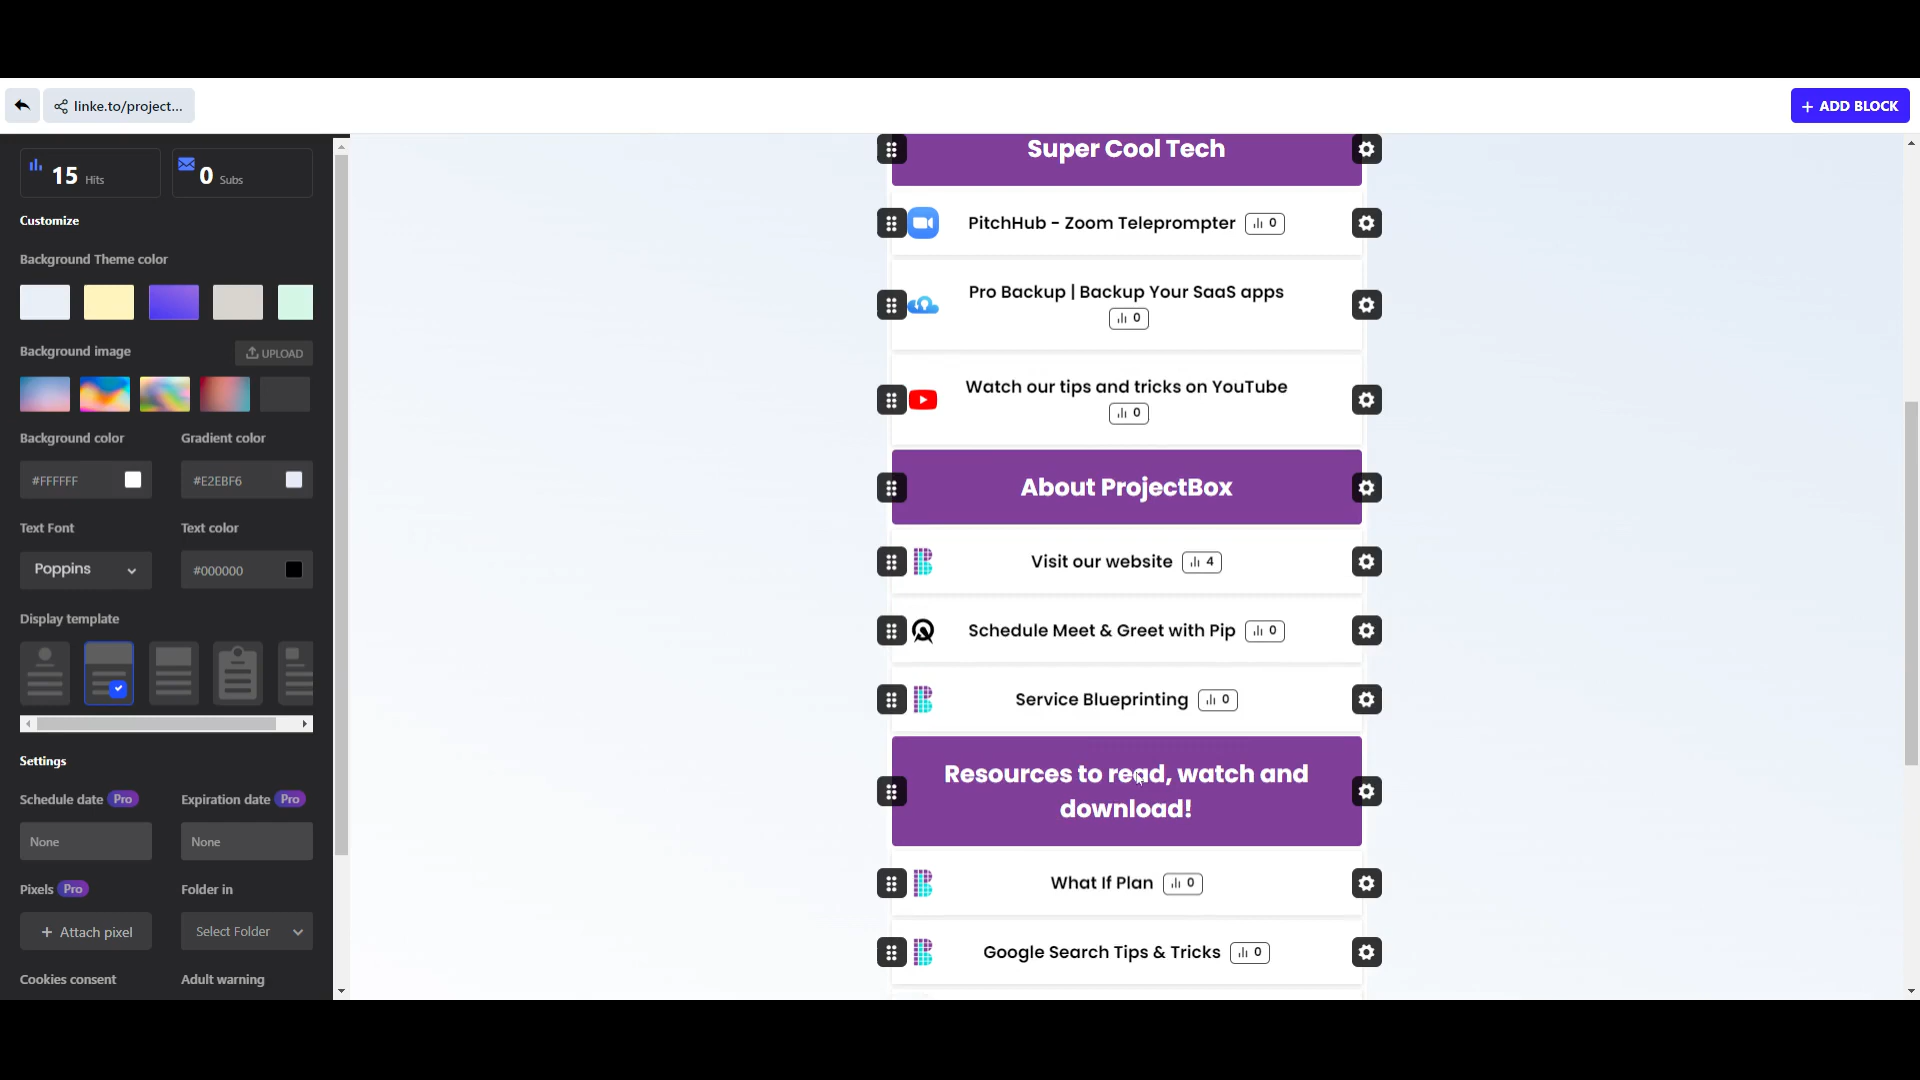 linke.to/project...
+ ADD BLOCK
15 Hits
0 Subs
Customize
Background Theme color
Background image
UPLOAD
Background color
Gradient color
#FFFFFF
#E2EBF6
Text Font
Text color
Poppins
#000000
Display template
Settings
Schedule date Pro
Expiration date Pro
None
None
Pixels Pro
Folder in
+ Attach pixel
Select Folder
Cookies consent
Adult warning
Super Cool Tech
PitchHub - Zoom Teleprompter 0
Pro Backup | Backup Your SaaS apps
0
Watch our tips and tricks on YouTube
0
About ProjectBox
Visit our website 4
Schedule Meet & Greet with Pip 0
Service Blueprinting 0
Resources to read, watch and
download!
What If Plan 0
Google Search Tips & Tricks 0